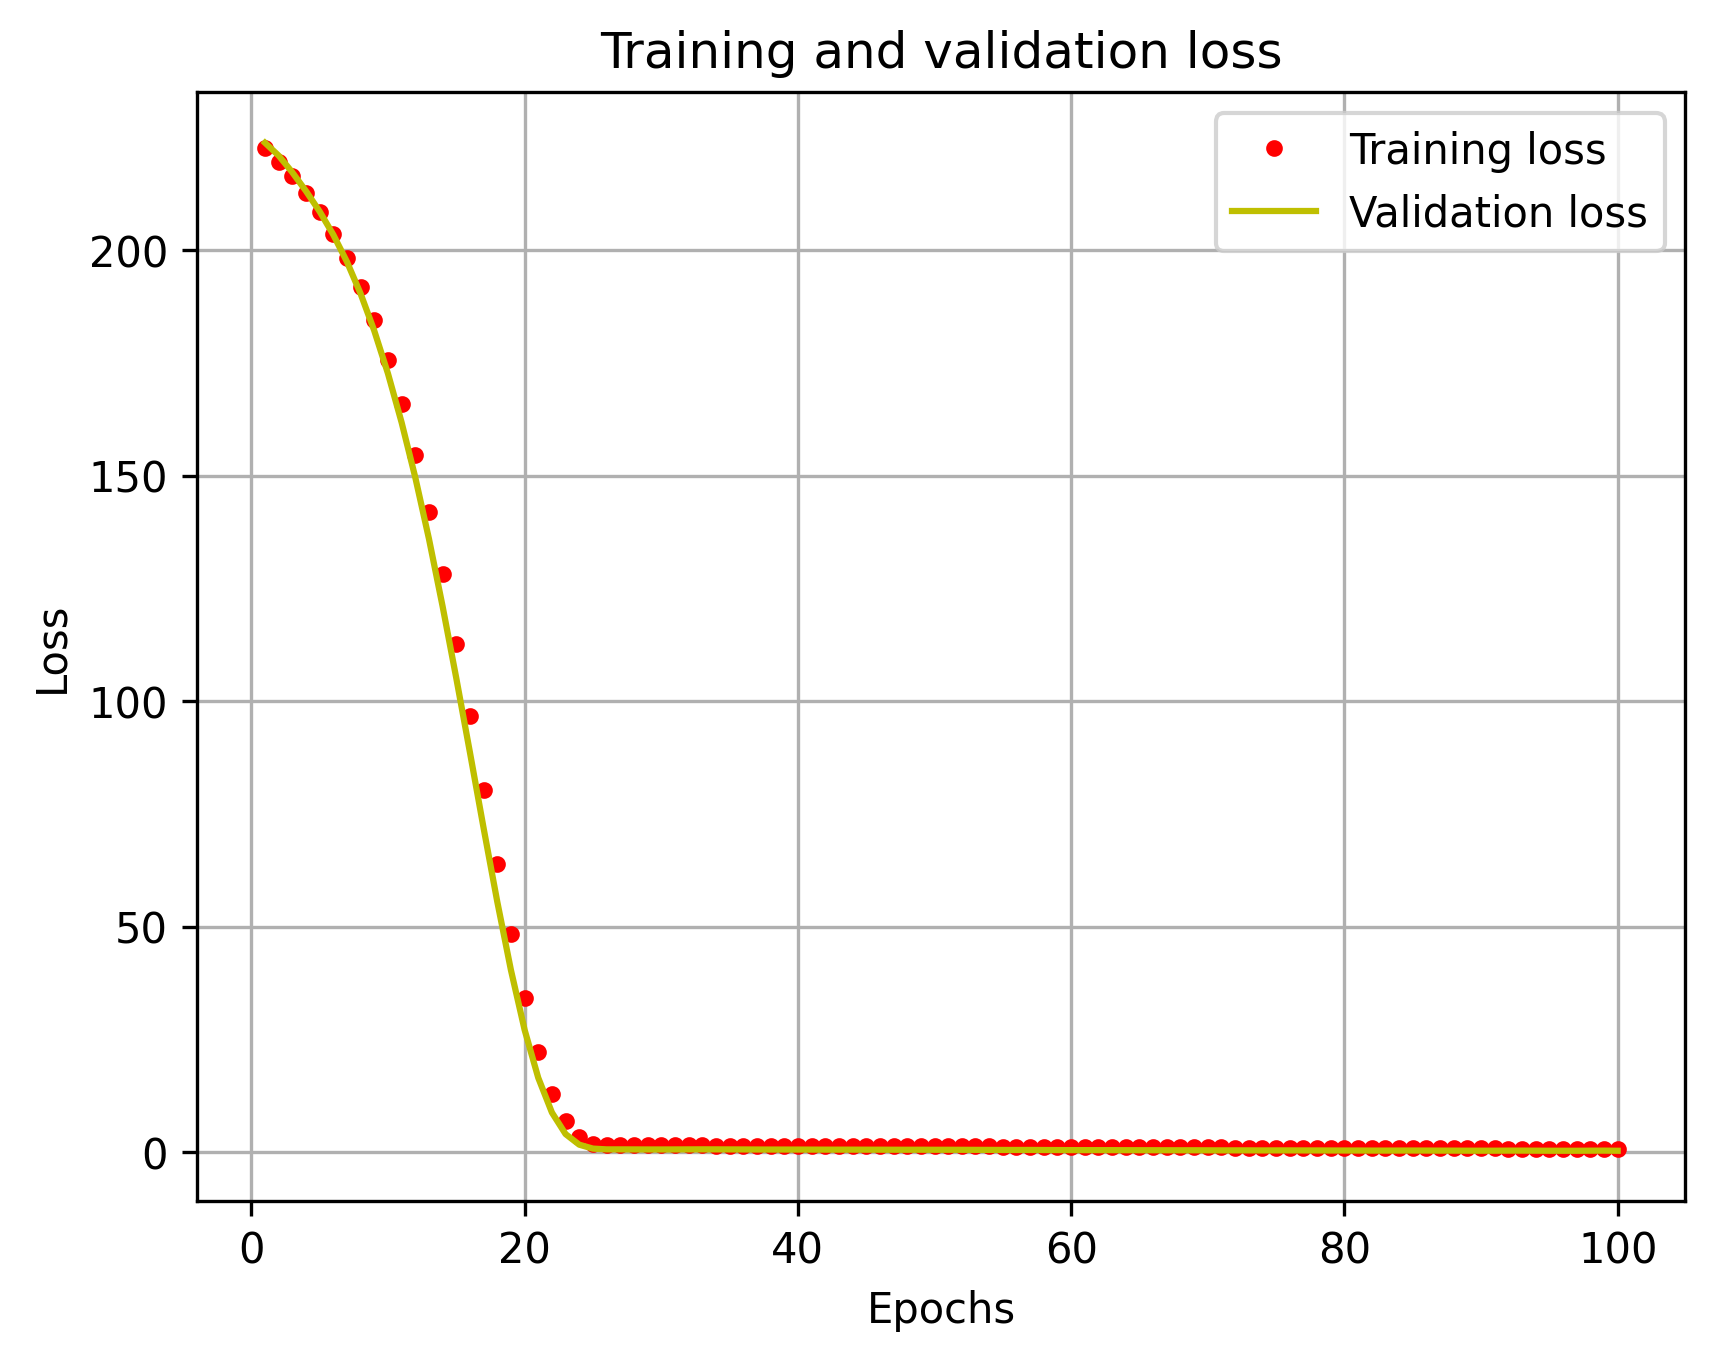 Training and validation loss
Training loss
Validation loss
200
150
100
50
0
Loss
0 20 40 60 80 100
Epochs